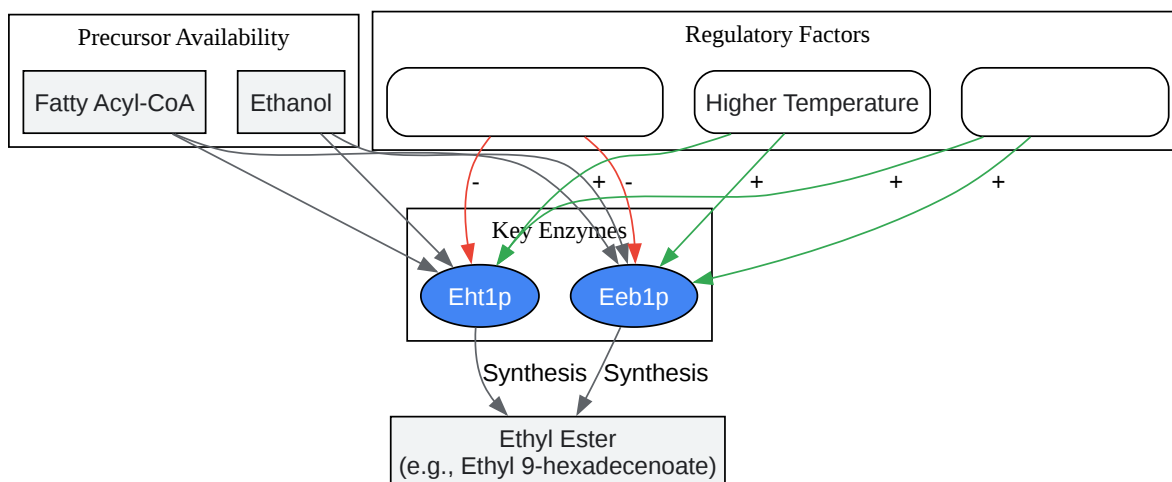 Precursor Availability
Regulatory Factors
Fatty Acyl-CoA
Ethanol
Higher Temperature
- + - + + +
Key Enzymes
Eht1p
Eeb1p
Synthesis
Synthesis
Ethyl Ester
(e.g., Ethyl 9-hexadecenoate)